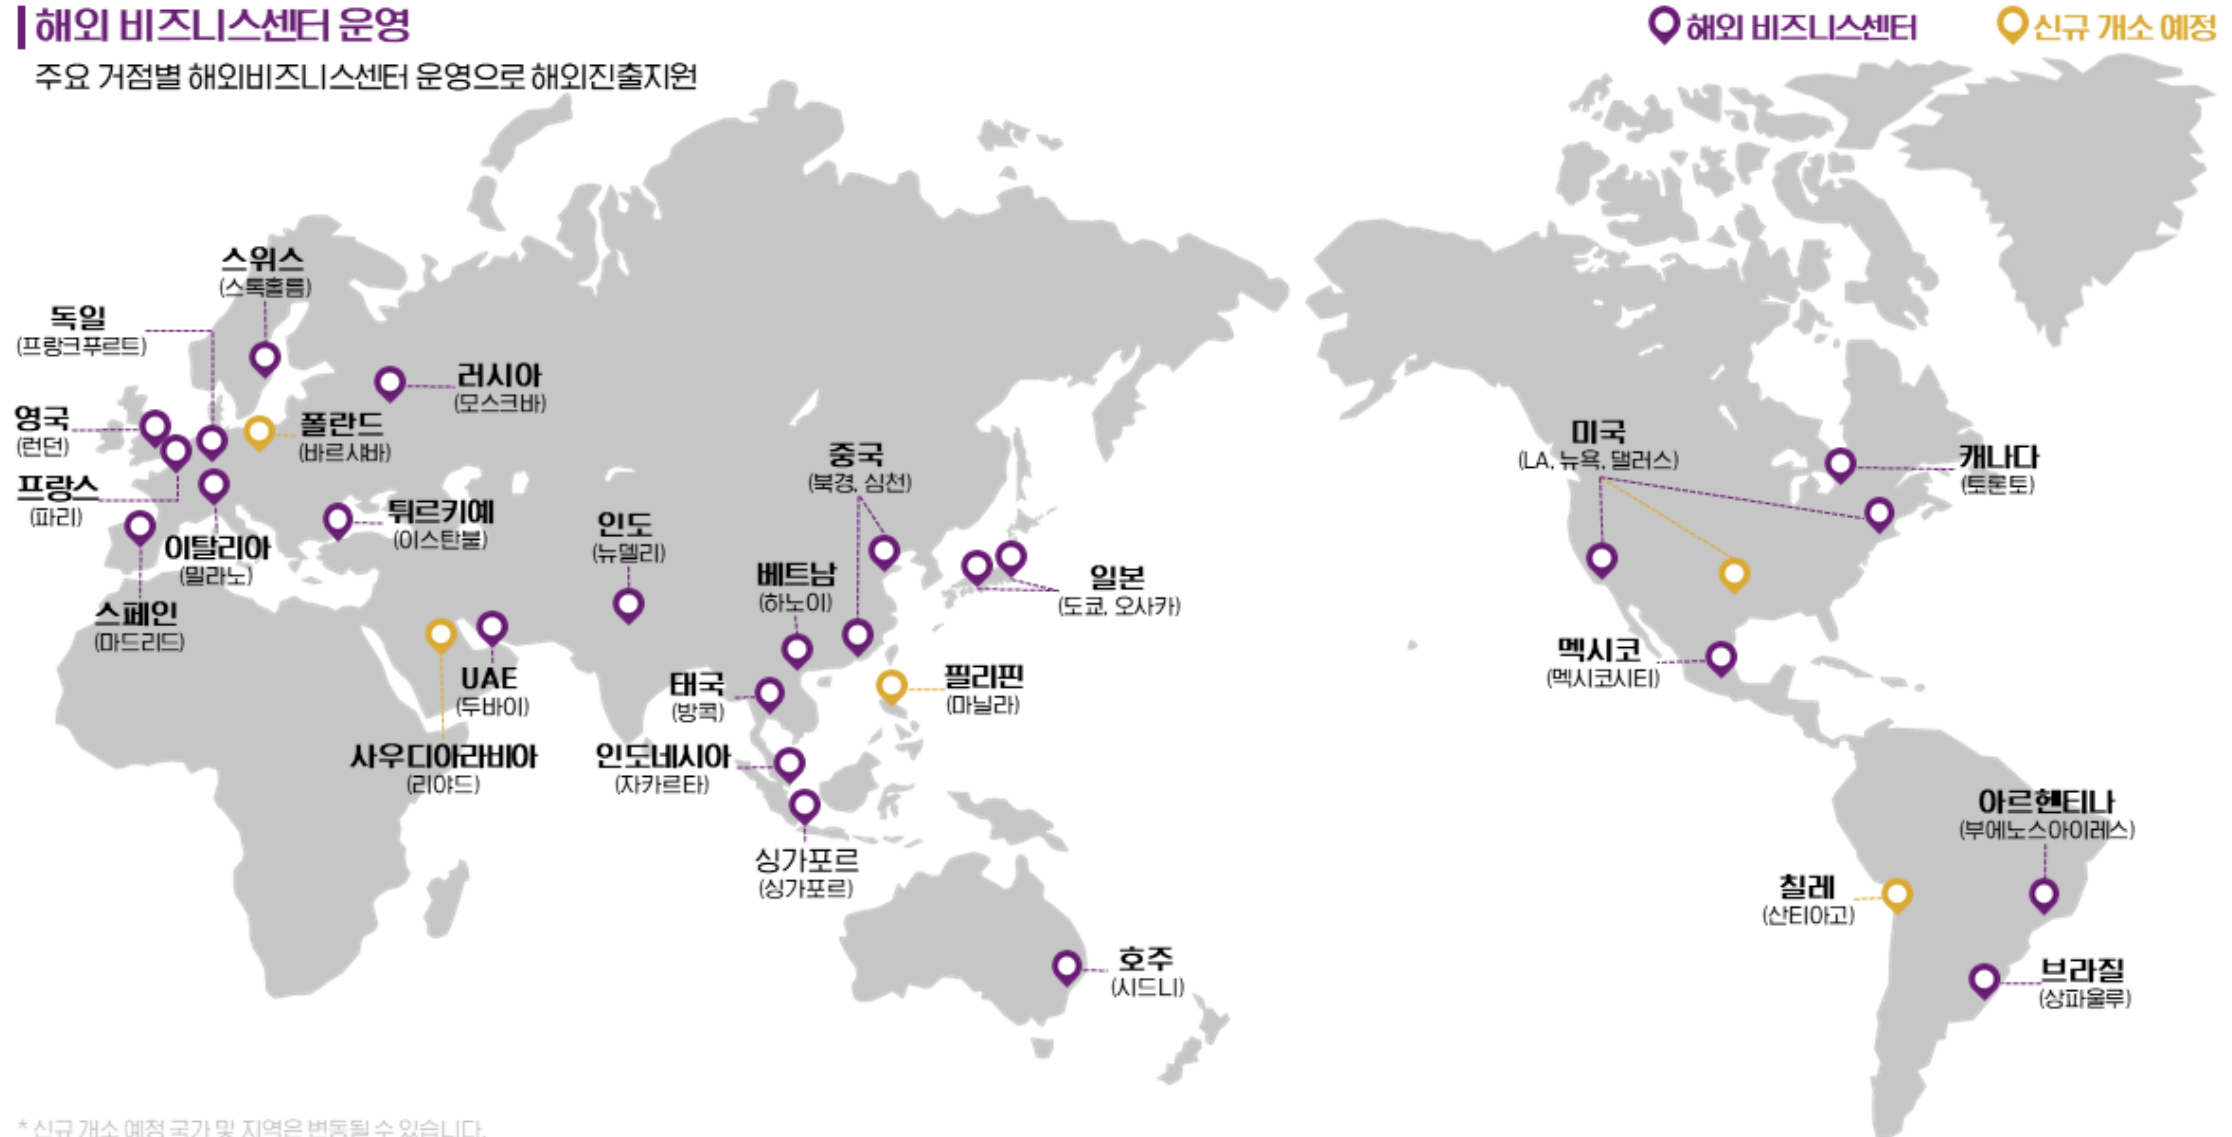 해외 비즈니스센터 운영
주요 거점별 해외비즈니스센터 운영으로 해외진출지원
해외 비즈니스센터
신규 개소 예정
스위스
(스톡홀름)
독일
(프랑크푸르트)
러시아
(모스크바)
영국
(런던)
폴란드
(바르샤바)
프랑스
(파리)
튀르키예
(이스탄불)
이탈리아
(밀라노)
스페인
(마드리드)
인도
(뉴델리)
중국
(북경, 심천)
베트남
(하노이)
일본
(도쿄, 오사카)
UAE
(두바이)
태국
(방콕)
필리핀
(마닐라)
사우디아라비아
(리야드)
인도네시아
(자카르타)
싱가포르
(싱가포르)
호주
(시드니)
미국
(LA, 뉴욕, 댈러스)
캐나다
(토론토)
멕시코
(멕시코시티)
아르헨티나
(부에노스아이레스)
칠레
(산티아고)
브라질
(상파울루)
* 신규 개소 예정 국가 및 지역은 변동될 수 있습니다.